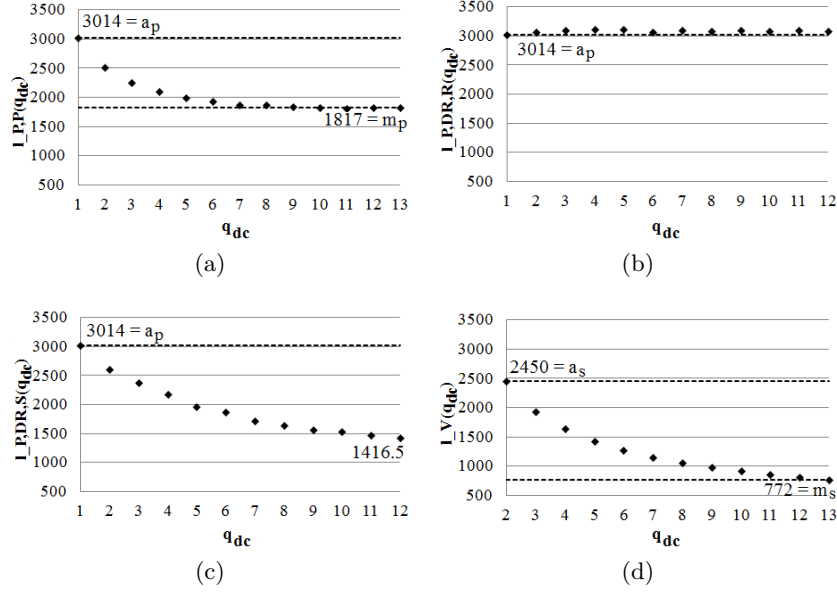 3500
3000
2500
2000
1500
1000
500
3014 = ap
1817 = mp
l_P,P(qdc)
1 2 3 4 5 6 7 8 9 10 11 12 13
qdc
(a)
3500
3000
2500
2000
1500
1000
500
3014 = ap
l_P,DR,R(qdc)
1 2 3 4 5 6 7 8 9 10 11 12
qdc
(b)
3500
3000
2500
2000
1500
1000
500
3014 = ap
1416.5
l_P,DR,S(qdc)
1 2 3 4 5 6 7 8 9 10 11 12
qdc
(c)
3500
3000
2500
2000
1500
1000
500
2450 = as
772 = ms
l_V(qdc)
2 3 4 5 6 7 8 9 10 11 12 13
qdc
(d)